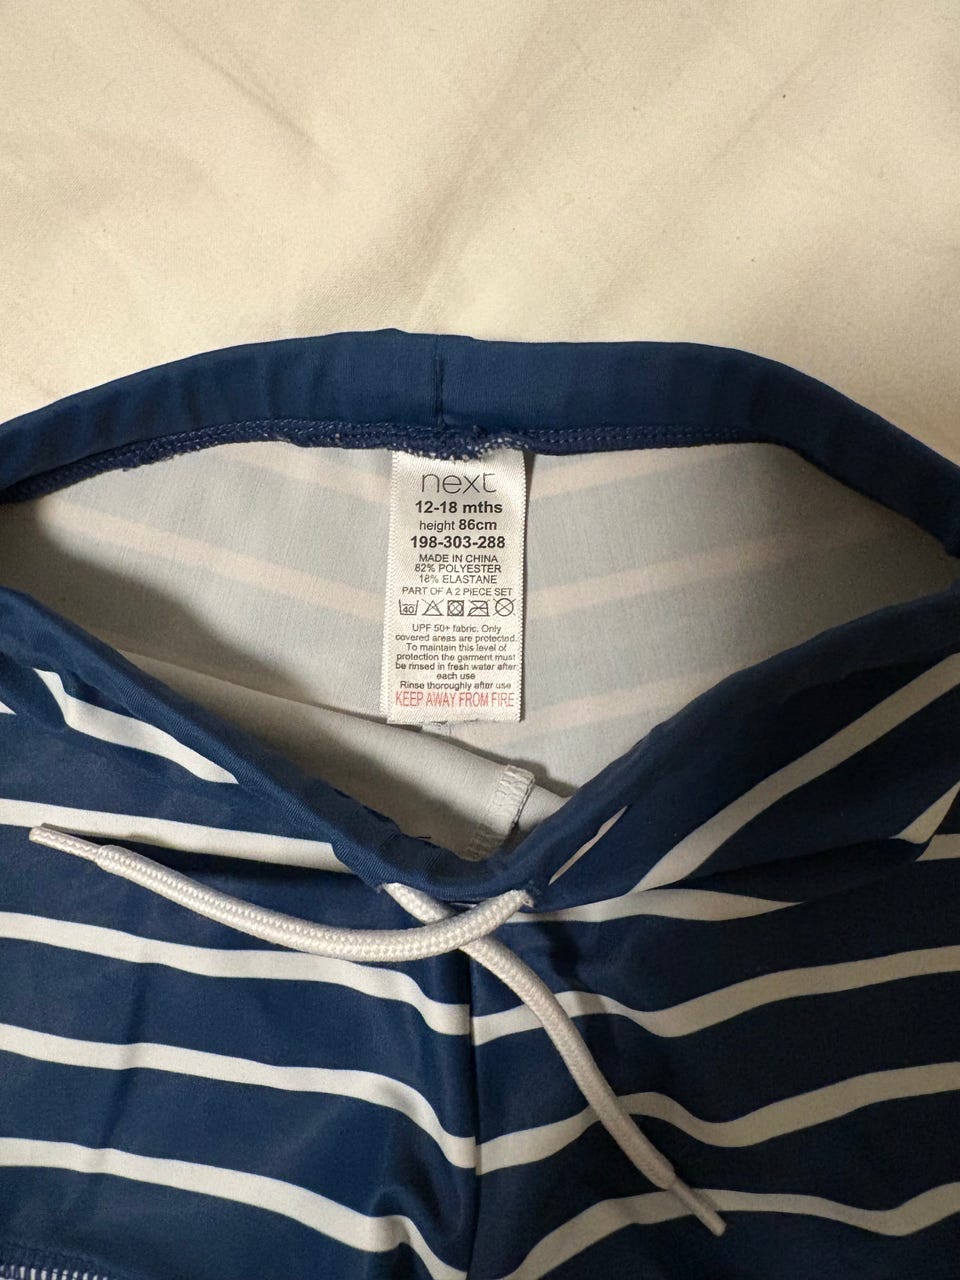 next
12-18 mths
height 86cm
198-303-288
MADE IN CHINA
82% POLYESTER
18% ELASTANE
PART OF A 2 PIECE SET
40
UPF 50+ fabric. Only
covered areas are protected.
To maintain this level of
protection the garment must
be rinsed in fresh water after
each use
Rinse thoroughly after use
KEEP AWAY FROM FIRE